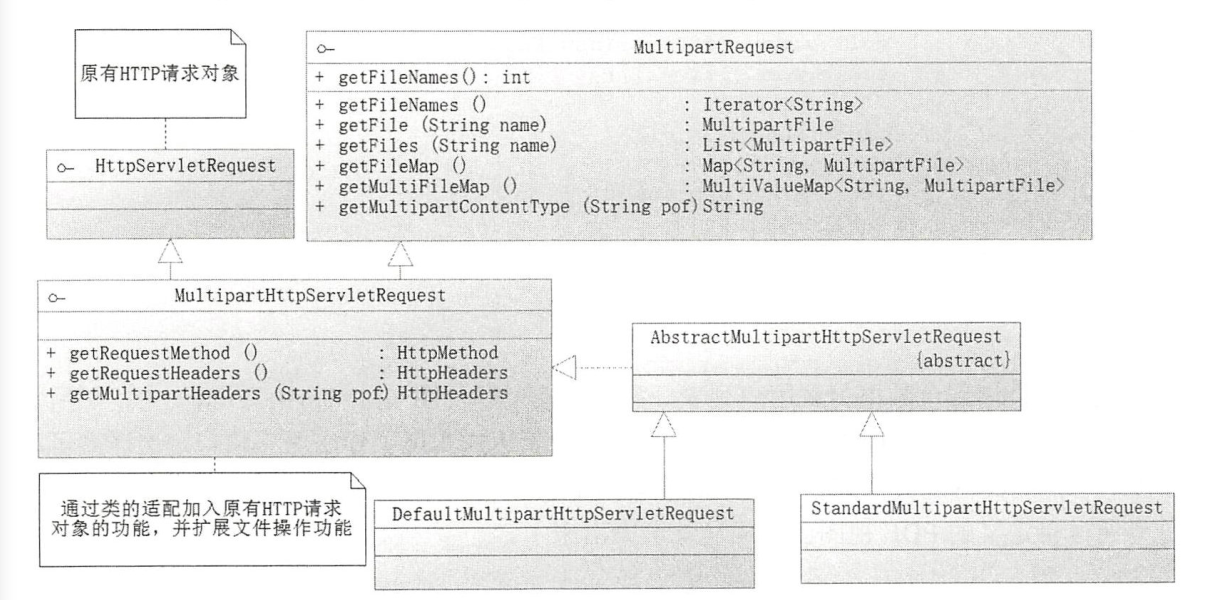 原有HTTP请求对象
MultipartRequest
+ getFileNames(): int
+ getFileNames () : Iterator<String>
+ getFile (String name) : MultipartFile
+ getFiles (String name) : List<MultipartFile>
+ getFileMap () : Map<String, MultipartFile>
+ getMultiFileMap () : MultiValueMap<String, MultipartFile>
+ getMultipartContentType (String pof) String
HttpServletRequest
MultipartHttpServletRequest
+ getRequestMethod () : HttpMethod
+ getRequestHeaders () : HttpHeaders
+ getMultipartHeaders (String pof:) HttpHeaders
AbstractMultipartHttpServletRequest
{abstract}
通过类的适配加入原有HTTP请求
对象的功能，并扩展文件操作功能
DefaultMultipartHttpServletRequest
StandardMultipartHttpServletRequest